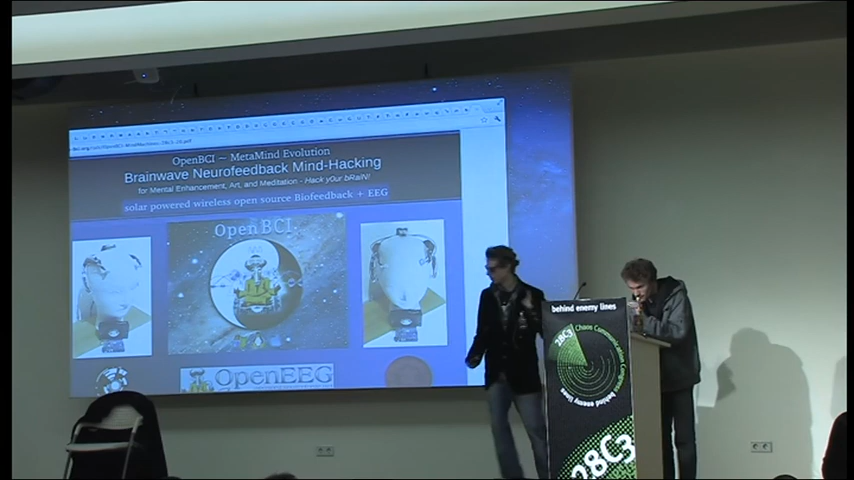 OpenBCI ~ MetaMind Evolution
Brainwave Neurofeedback Mind-Hacking
for Mental Enhancement, Art, and Meditation - Hack y0ur bRaiN!
solar powered wireless open source Biofeedback + EEG
OpenBCI
OpenEEG
behind enemy lines
28C3
Chaos Communication Congress behind enemy lines
28C3